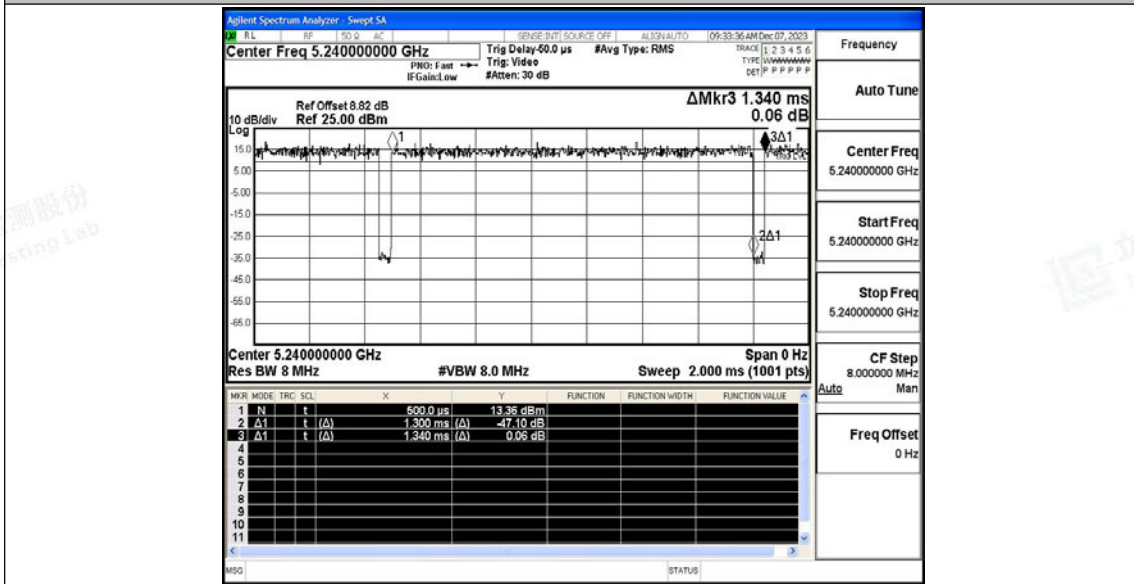 Agilent Spectrum Analyzer - Swept SA
RL RF 50 Ω AC SENSE:INT SOURCE OFF ALIGN AUTO 09:33:36 AM Dec 07, 2023
Center Freq 5.240000000 GHz
PNO: Fast
IFGain:Low
Trig Delay-50.0 µs #Avg Type: RMS
Trig: Video
#Atten: 30 dB
TRACE 1 2 3 4 5 6
TYPE
DET P P P P P P
Frequency
Auto Tune
Center Freq
5.240000000 GHz
Start Freq
5.240000000 GHz
Stop Freq
5.240000000 GHz
CF Step
8.000000 MHz
Auto Man
Freq Offset
0 Hz
ΔMkr3 1.340 ms
0.06 dB
Ref Offset 8.82 dB
10 dB/div Ref 25.00 dBm
Log
1
3Δ1
15.0
5.00
-5.00
-15.0
-25.0
2Δ1
-35.0
-45.0
-55.0
-65.0
Center 5.240000000 GHz Span 0 Hz
Res BW 8 MHz #VBW 8.0 MHz Sweep 2.000 ms (1001 pts)
MKR MODE TRC SCL X Y FUNCTION FUNCTION WIDTH FUNCTION VALUE
1 N t 500.0 µs 13.36 dBm
2 Δ1 t (Δ) 1.300 ms (Δ) -47.10 dB
3 Δ1 t (Δ) 1.340 ms (Δ) 0.06 dB
4
5
6
7
8
9
10
11
MSG STATUS
测股份
sting Lab
立